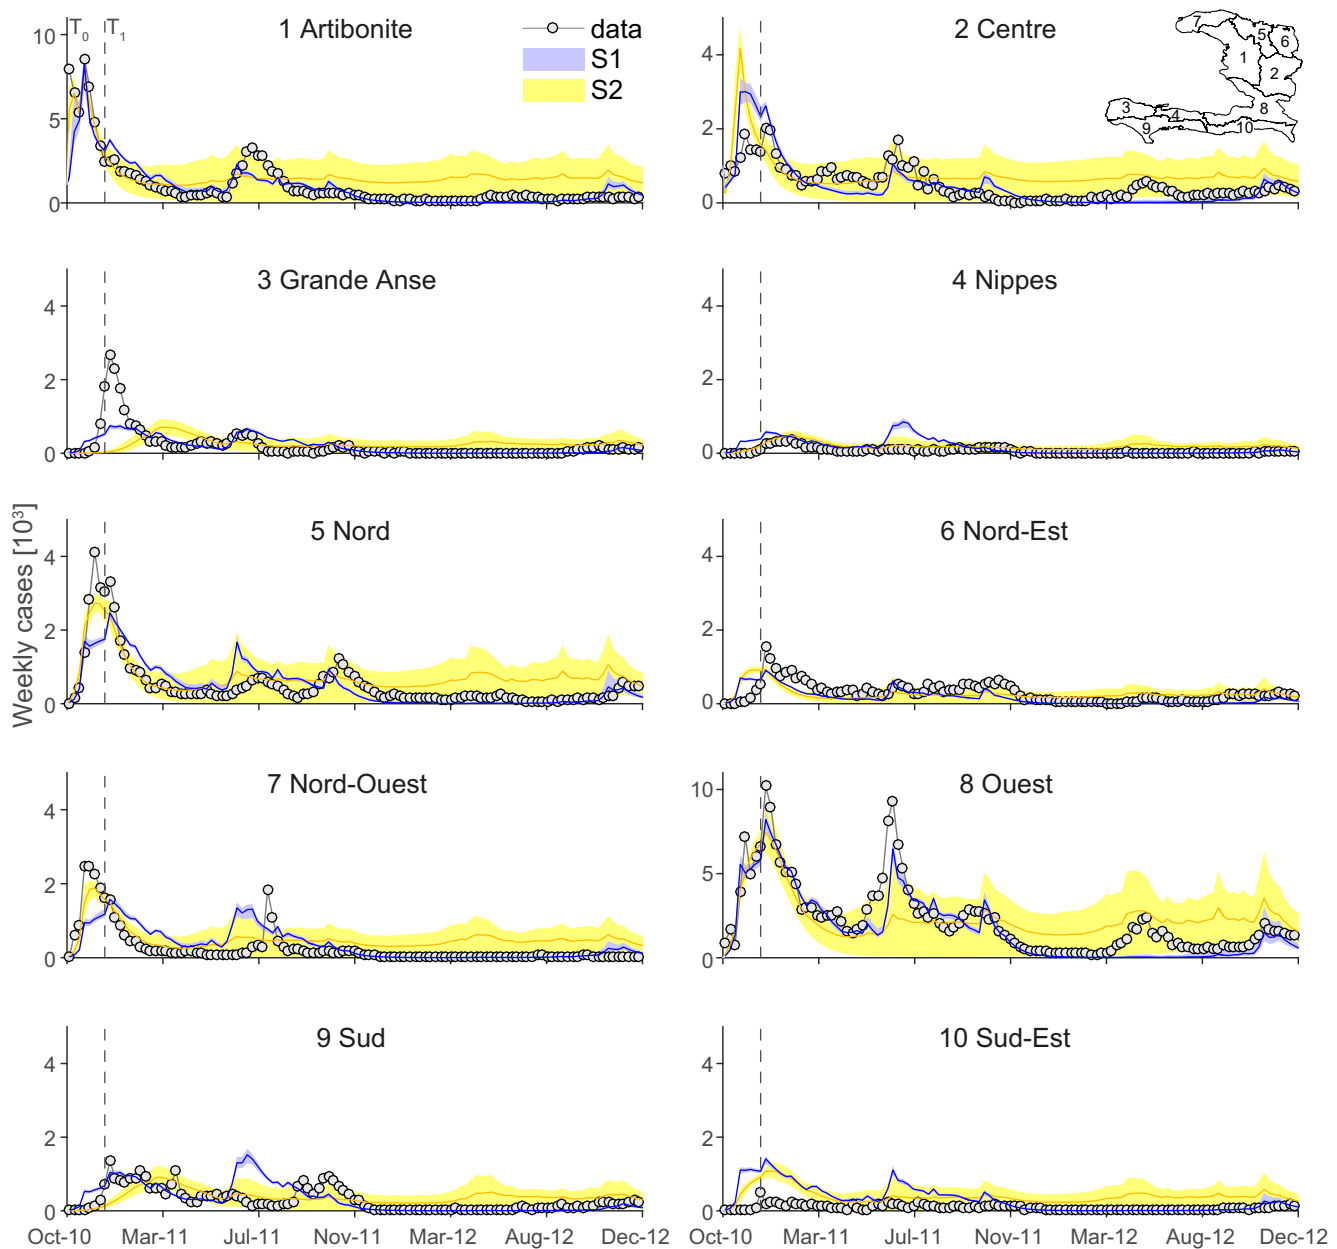 T₀ T₁
1 Artibonite
data
S1
S2
10
5
0
2 Centre
4
2
0
7
5
6
1
2
3
4
8
9
10
3 Grande Anse
4
2
0
4 Nippes
4
2
0
Weekly cases [10³]
5 Nord
4
2
0
6 Nord-Est
4
2
0
7 Nord-Ouest
4
2
0
8 Ouest
10
5
0
9 Sud
4
2
0
Oct-10 Mar-11 Jul-11 Nov-11 Mar-12 Aug-12 Dec-12
10 Sud-Est
4
2
0
Oct-10 Mar-11 Jul-11 Nov-11 Mar-12 Aug-12 Dec-12